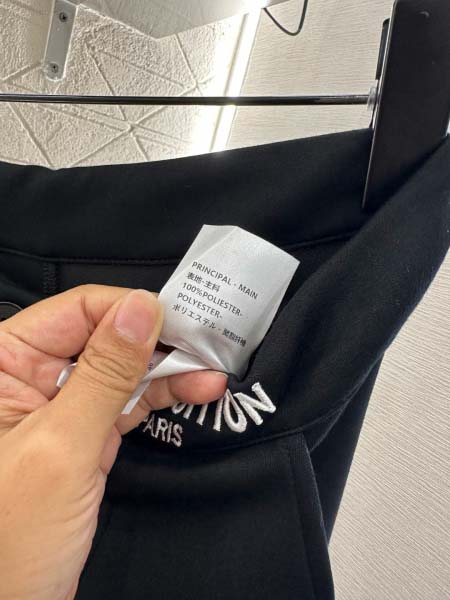 PRINCIPAL - MAIN
表地·主料
100%POLIESTER-
POLYESTER-
ポリエステル · 聚酯纤维
UITTON
PARIS